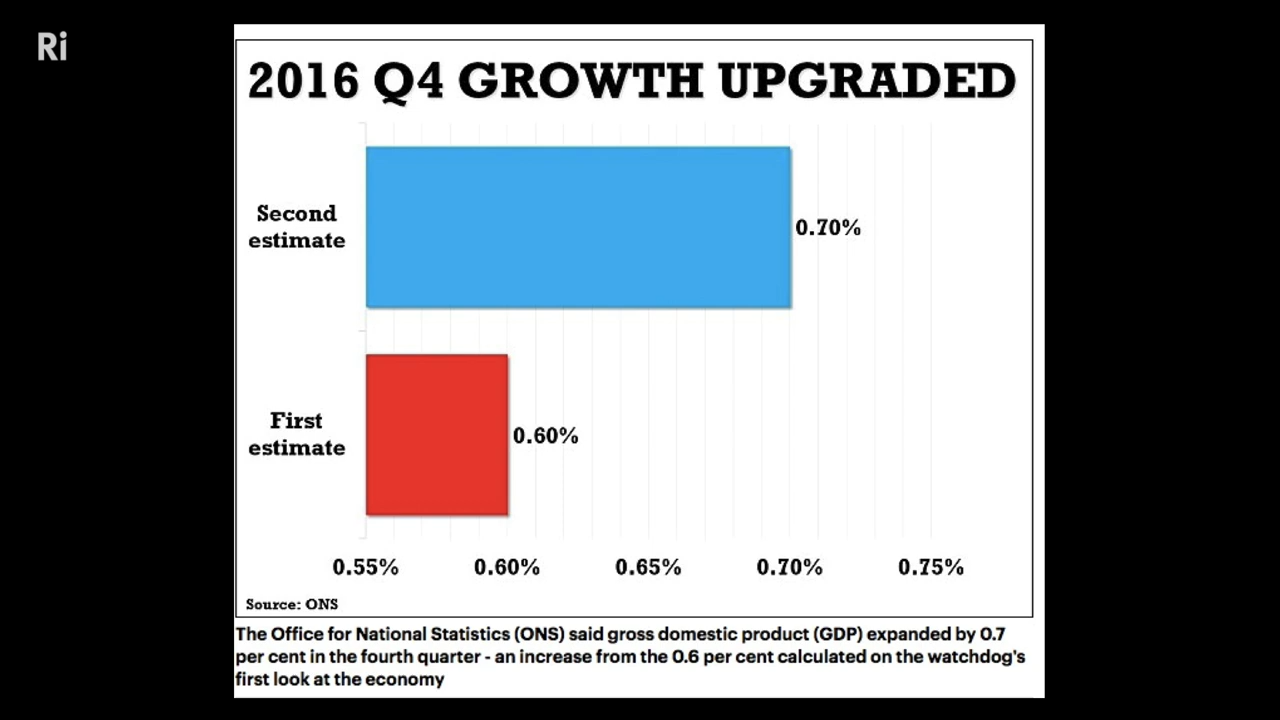 Ri
2016 Q4 GROWTH UPGRADED
Second
estimate
0.70%
First
estimate
0.60%
0.55% 0.60% 0.65% 0.70% 0.75%
Source: ONS
The Office for National Statistics (ONS) said gross domestic product (GDP) expanded by 0.7
per cent in the fourth quarter - an increase from the 0.6 per cent calculated on the watchdog's
first look at the economy